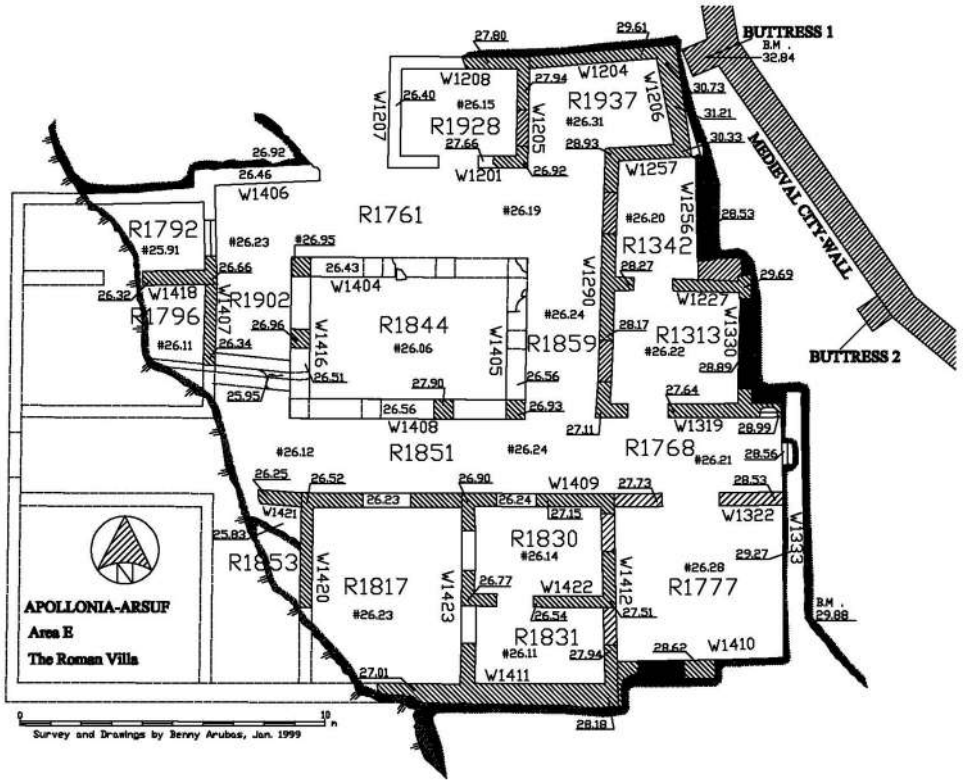 29.61
27.80
BUTTRESS 1
B.M.
32.84
W1208
27.94
W1204
30.73
26.40
#26.15
R1937
W1206
31.21
W1207
R1928
W1205
#26.31
27.66
28.93
30.33
26.92
W1201
26.92
W1257
26.46
W1406
MEDIEVAL CITY-WALL
R1761
#26.19
#26.20
W1256
28.53
R1792
#26.23
R1342
#25.91
26.95
26.66
26.43
28.27
29.69
26.32
W1418
W1404
W1227
R1796
W1407
R1902
W1290
26.96
R1844
#26.24
28.17
R1313
W1330
#26.11
26.34
W1416
#26.06
W1405
R1859
#26.22
BUTTRESS 2
26.51
28.89
25.95
27.90
26.56
27.64
26.56
26.93
W1408
27.11
W1319
28.99
#26.12
R1851
#26.24
R1768
#26.21
28.56
26.25
26.52
26.90
W1409
27.73
28.53
26.23
26.24
W1421
27.15
W1322
25.83
R1830
W1333
R1853
#26.14
29.27
W1420
R1817
W1423
26.77
W1422
W1412
#26.28
R1777
#26.23
26.54
27.51
B.M.
29.88
R1831
#26.11
27.94
28.62
W1410
27.01
W1411
28.18
N
APOLLONIA-ARSUF
Area E
The Roman Villa
0 10 m
Survey and Drawings by Benny Arubas, Jan. 1999